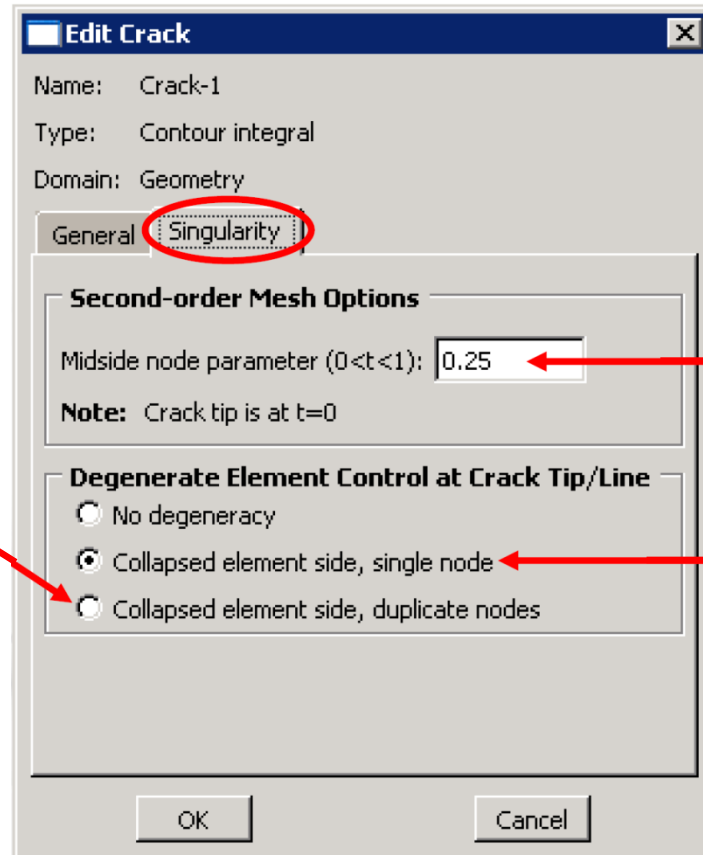 Edit Crack
Name: Crack-1
Type: Contour integral
Domain: Geometry
General Singularity
Second-order Mesh Options
Midside node parameter (0<t<1): 0.25
Note: Crack tip is at t=0
Degenerate Element Control at Crack Tip/Line
No degeneracy
Collapsed element side, single node
Collapsed element side, duplicate nodes
OK Cancel